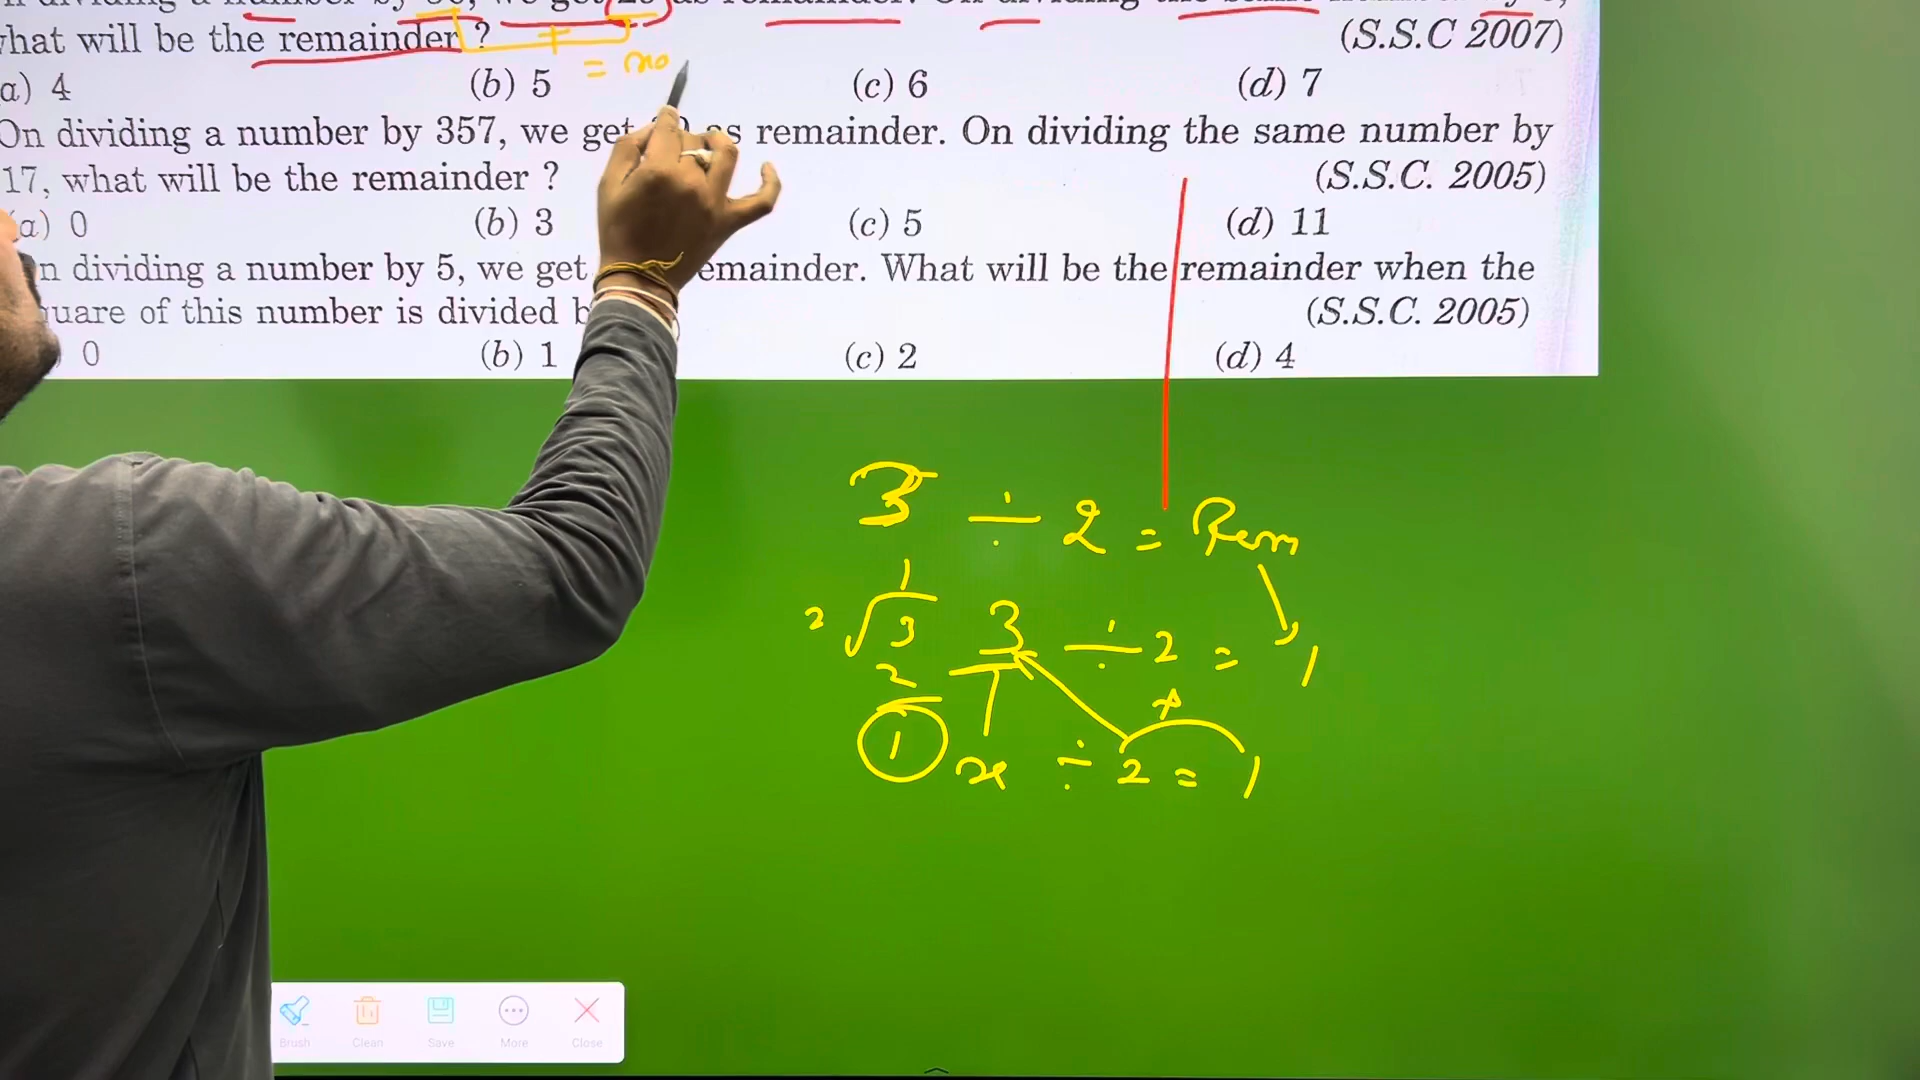 what will be the remainder ?
(S.S.C 2007)
= no
a) 4 (b) 5 (c) 6 (d) 7
On dividing a number by 357, we get as remainder. On dividing the same number by
17, what will be the remainder ?
(S.S.C. 2005)
(a) 0 (b) 3 (c) 5 (d) 11
n dividing a number by 5, we get emainder. What will be the remainder when the
uare of this number is divided b
(S.S.C. 2005)
0 (b) 1 (c) 2 (d) 4
3 ÷ 2 = Rem
1
2 √3 3 ÷ 2 = 1
2
+
1 x ÷ 2 = 1
Brush Clean Save More Close